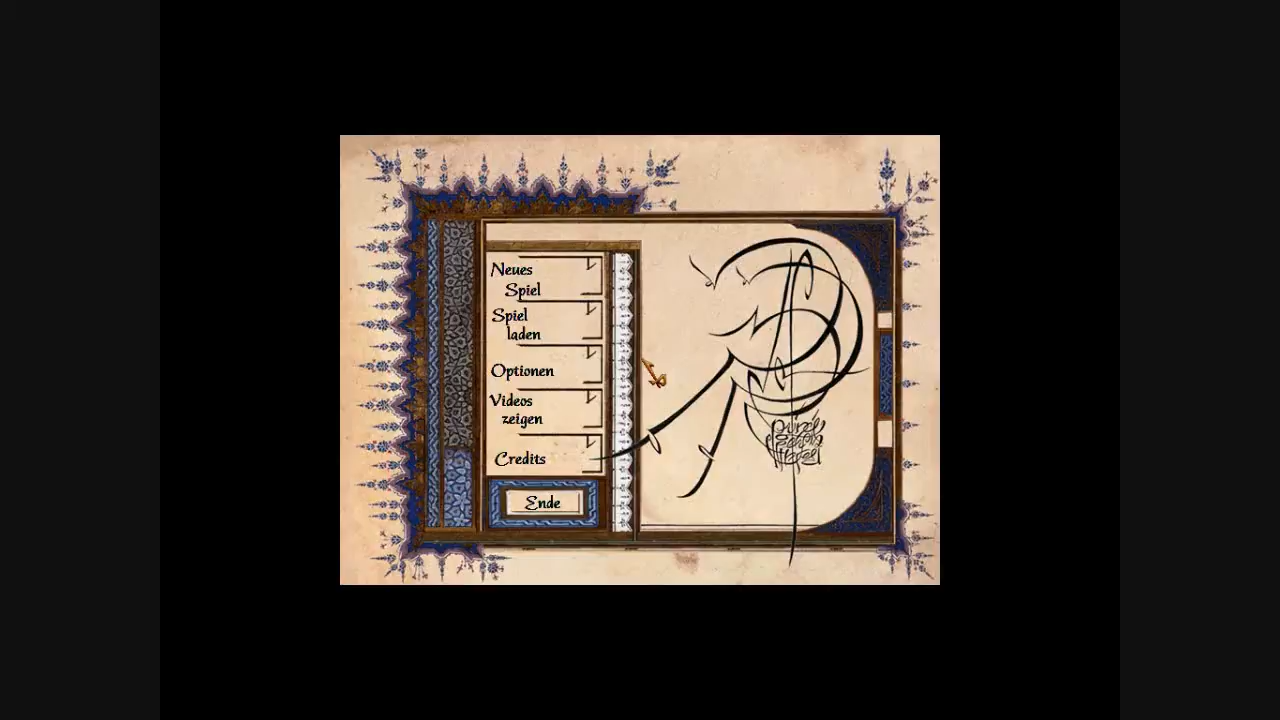 Neues
Spiel
Spiel
laden
Optionen
Videos
zeigen
Credits
Ende